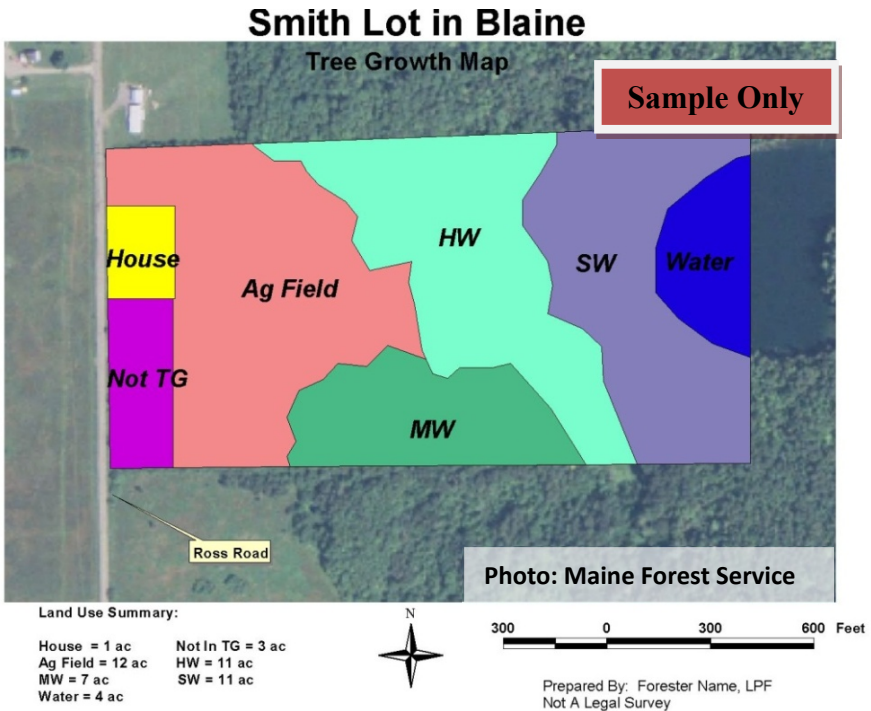 Smith Lot in Blaine
Tree Growth Map
Sample Only
HW
House
Ag Field
SW
Water
Not TG
MW
Ross Road
Photo: Maine Forest Service
Land Use Summary:
House = 1 ac Not In TG = 3 ac
Ag Field = 12 ac HW = 11 ac
MW = 7 ac SW = 11 ac
Water = 4 ac
N
300 0 300 600 Feet
Prepared By: Forester Name, LPF
Not A Legal Survey